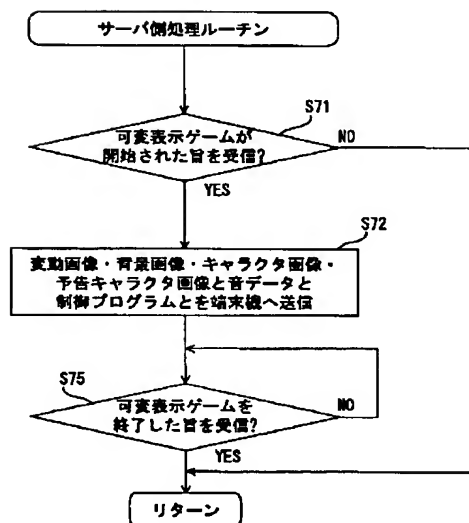 サーバ側処理ルーチン
S71
可変表示ゲームが
開始された旨を受信?
NO
YES
S72
変動画像・背景画像・キャラクタ画像・
予告キャラクタ画像と音データと
制御プログラムとを端末機へ送信
S75
可変表示ゲームを
終了した旨を受信?
NO
YES
リターン